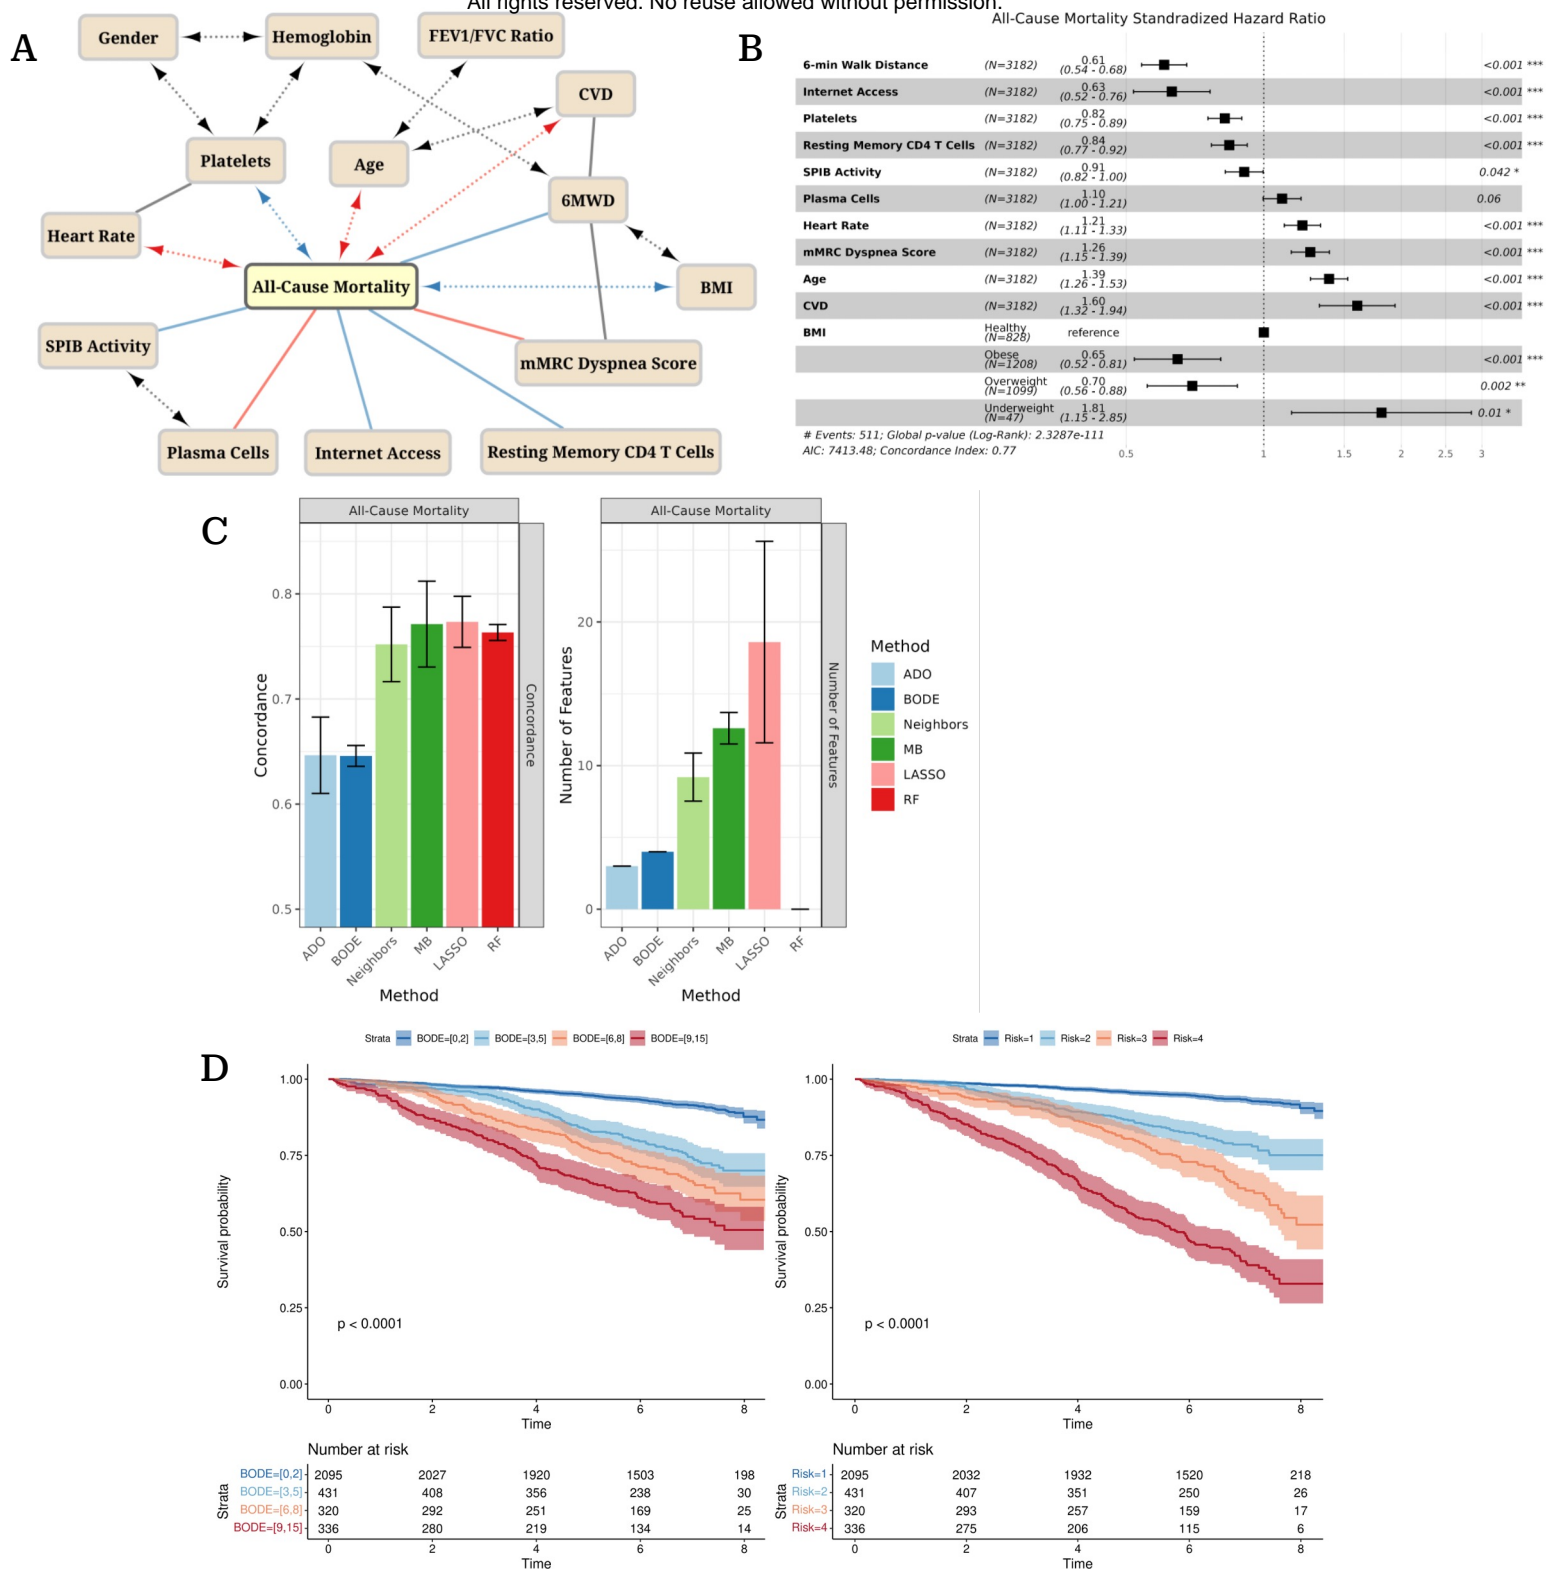 All rights reserved. No reuse allowed without permission.
A
Gender
Hemoglobin
FEV1/FVC Ratio
CVD
Platelets
Age
6MWD
Heart Rate
All-Cause Mortality
BMI
SPIB Activity
mMRC Dyspnea Score
Plasma Cells
Internet Access
Resting Memory CD4 T Cells
B
All-Cause Mortality Standradized Hazard Ratio
6-min Walk Distance (N=3182) 0.61 (0.54 - 0.68) <0.001 ***
Internet Access (N=3182) 0.63 (0.52 - 0.76) <0.001 ***
Platelets (N=3182) 0.82 (0.75 - 0.89) <0.001 ***
Resting Memory CD4 T Cells (N=3182) 0.84 (0.77 - 0.92) <0.001 ***
SPIB Activity (N=3182) 0.91 (0.82 - 1.00) 0.042 *
Plasma Cells (N=3182) 1.10 (1.00 - 1.21) 0.06
Heart Rate (N=3182) 1.21 (1.11 - 1.33) <0.001 ***
mMRC Dyspnea Score (N=3182) 1.26 (1.15 - 1.39) <0.001 ***
Age (N=3182) 1.39 (1.26 - 1.53) <0.001 ***
CVD (N=3182) 1.60 (1.32 - 1.94) <0.001 ***
BMI Healthy (N=828) reference
Obese (N=1208) 0.65 (0.52 - 0.81) <0.001 ***
Overweight (N=1099) 0.70 (0.56 - 0.88) 0.002 **
Underweight (N=47) 1.81 (1.15 - 2.85) 0.01 *
# Events: 511; Global p-value (Log-Rank): 2.3287e-111
AIC: 7413.48; Concordance Index: 0.77
0.5 1 1.5 2 2.5 3
C
All-Cause Mortality
Concordance
0.8
0.7
0.6
0.5
Concordance
ADO BODE Neighbors MB LASSO RF
Method
All-Cause Mortality
Number of Features
20
10
0
Number of Features
ADO BODE Neighbors MB LASSO RF
Method
Method
ADO
BODE
Neighbors
MB
LASSO
RF
D
Strata BODE=[0,2] BODE=[3,5] BODE=[6,8] BODE=[9,15]
Survival probability
1.00
0.75
0.50
0.25
0.00
p < 0.0001
0 2 4 6 8
Time
Number at risk
Strata
BODE=[0,2] 2095 2027 1920 1503 198
BODE=[3,5] 431 408 356 238 30
BODE=[6,8] 320 292 251 169 25
BODE=[9,15] 336 280 219 134 14
0 2 4 6 8
Time
Strata Risk=1 Risk=2 Risk=3 Risk=4
Survival probability
1.00
0.75
0.50
0.25
0.00
p < 0.0001
0 2 4 6 8
Time
Number at risk
Strata
Risk=1 2095 2032 1932 1520 218
Risk=2 431 407 351 250 26
Risk=3 320 293 257 159 17
Risk=4 336 275 206 115 6
0 2 4 6 8
Time